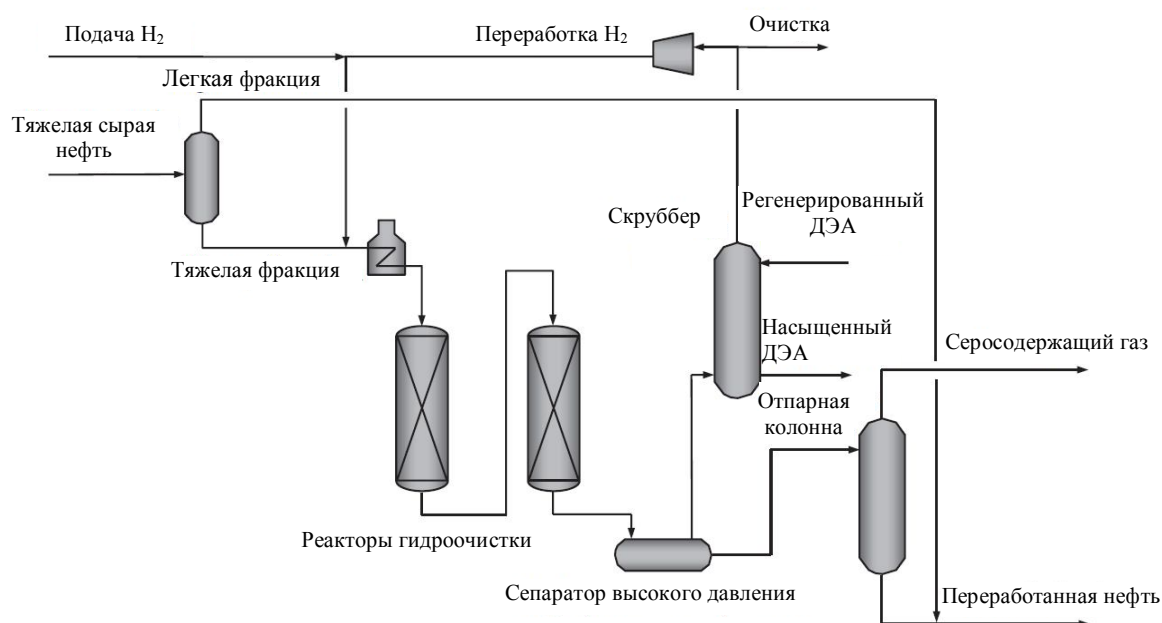 Подача H₂
Переработка H₂
Очистка
Легкая фракция
Тяжелая сырая
нефть
Регенерированный
ДЭА
Скруббер
Тяжелая фракция
Насыщенный
ДЭА
Серосодержащий газ
Отпарная
колонна
Реакторы гидроочистки
Сепаратор высокого давления
Переработанная нефть